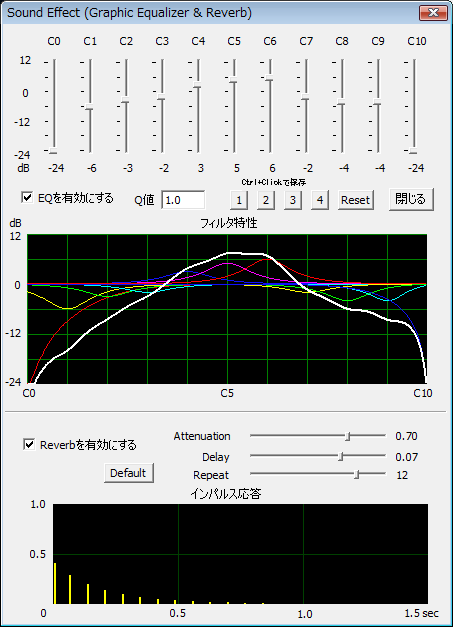 Sound Effect (Graphic Equalizer & Reverb)
C0 C1 C2 C3 C4 C5 C6 C7 C8 C9 C10
12
0
-12
-24
dB -24 -6 -3 -2 3 5 6 -2 -4 -4 -24
Ctrl+Clickで保存
EQを有効にする Q値 1.0 1 2 3 4 Reset 閉じる
フィルタ特性
dB
12
0
-12
-24
C0 C5 C10
Reverbを有効にする
Default
Attenuation 0.70
Delay 0.07
Repeat 12
インパルス応答
1.0
0.5
0 0.5 1.0 1.5 sec